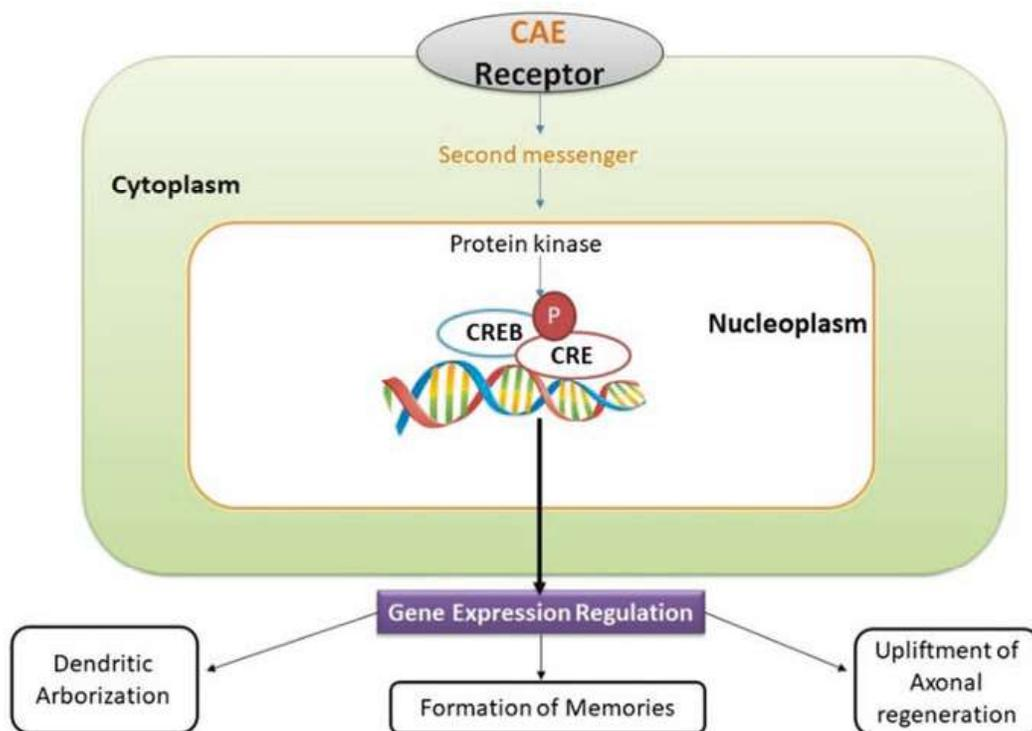 CAE
Receptor
Second messenger
Cytoplasm
Protein kinase
P
Nucleoplasm
CREB
CRE
Gene Expression Regulation
Dendritic
Arborization
Formation of Memories
Upliftment of
Axonal
regeneration